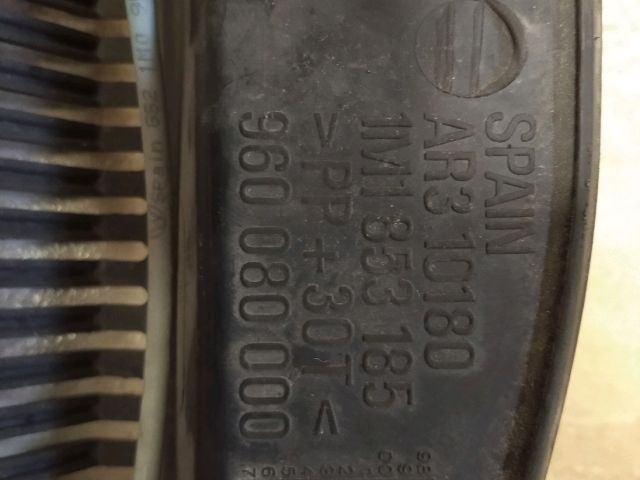 SPAIN
AR3 10180
1M1 853 185
> PP + 30T <
960 080 000